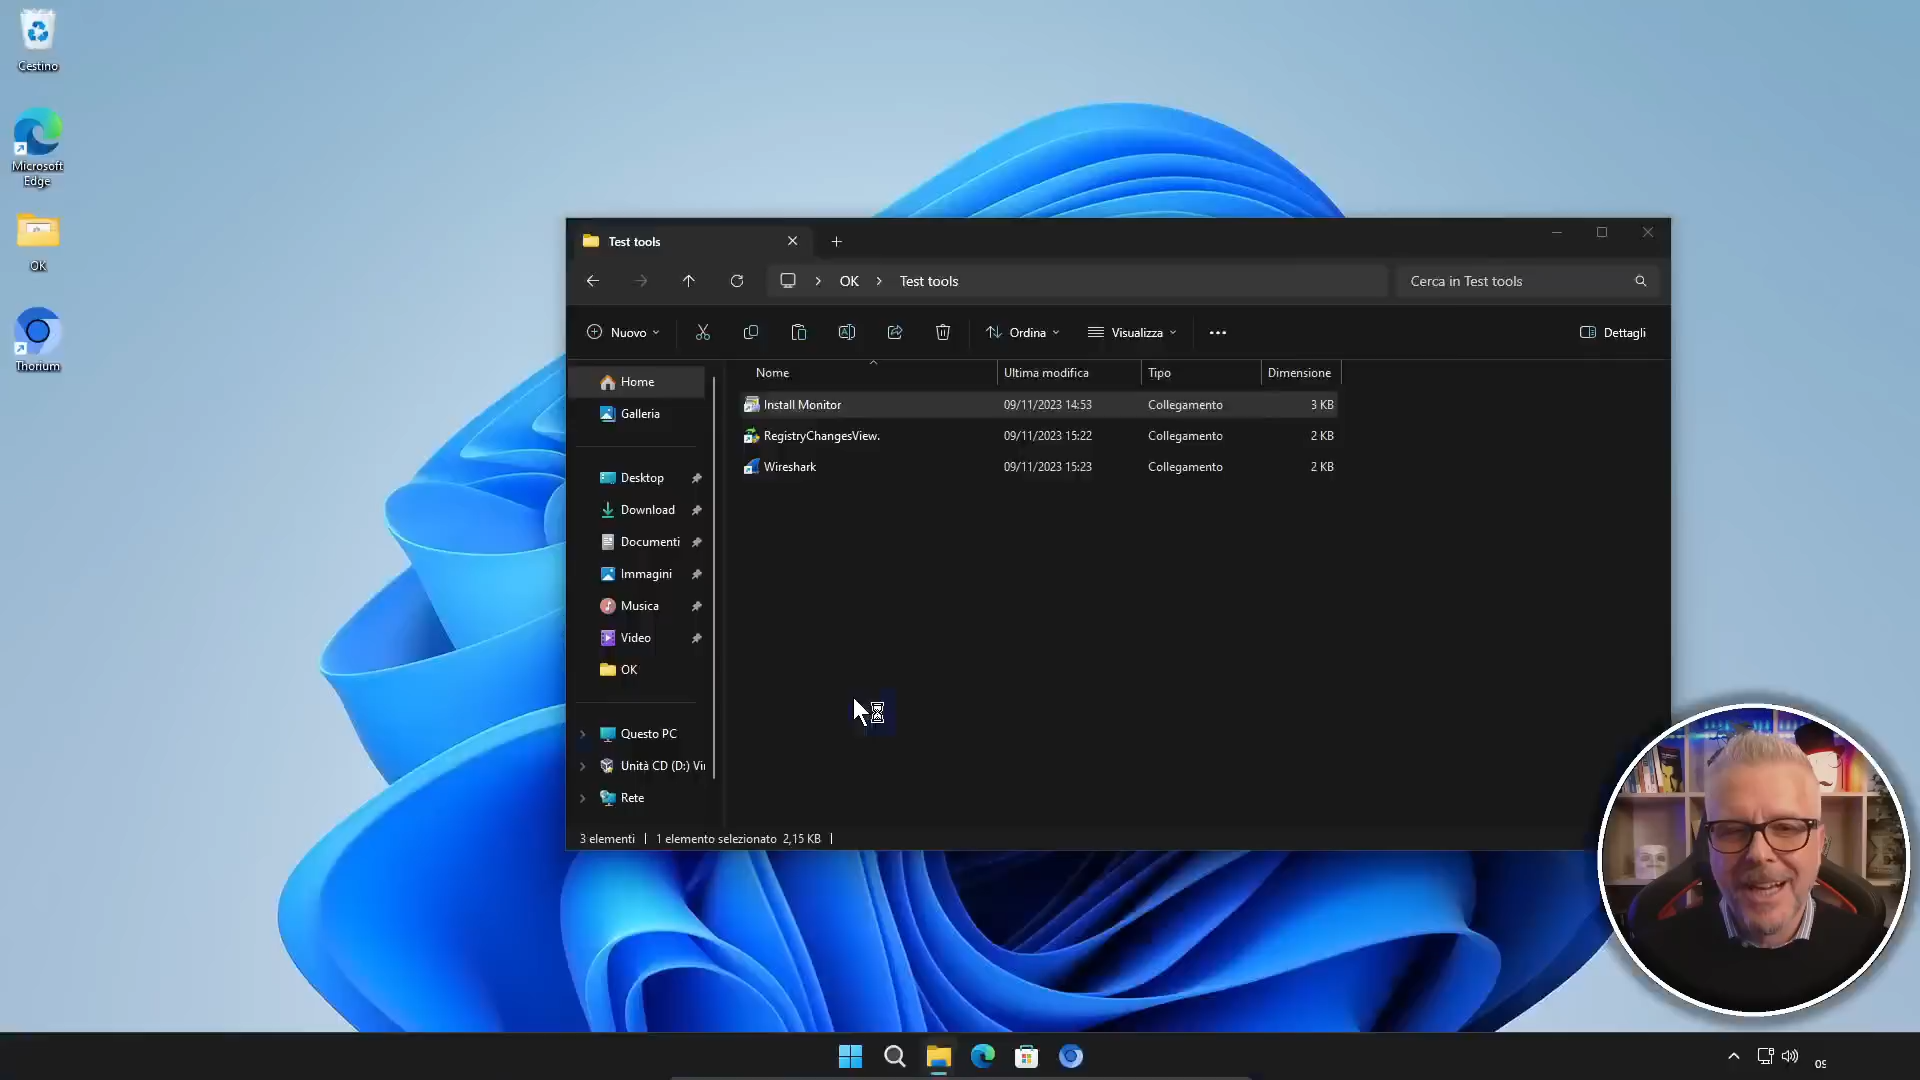 Cestino
Microsoft
Edge
OK
Thorium
Test tools
OK
Test tools
Cerca in Test tools
Nuovo
Ordina
Visualizza
Dettagli
Nome
Ultima modifica
Tipo
Dimensione
Home
Galleria
Desktop
Download
Documenti
Immagini
Musica
Video
OK
Questo PC
Unità CD (D:) Vi
Rete
Install Monitor 09/11/2023 14:53 Collegamento 3 KB
RegistryChangesView. 09/11/2023 15:22 Collegamento 2 KB
Wireshark 09/11/2023 15:23 Collegamento 2 KB
3 elementi 1 elemento selezionato 2,15 KB
09